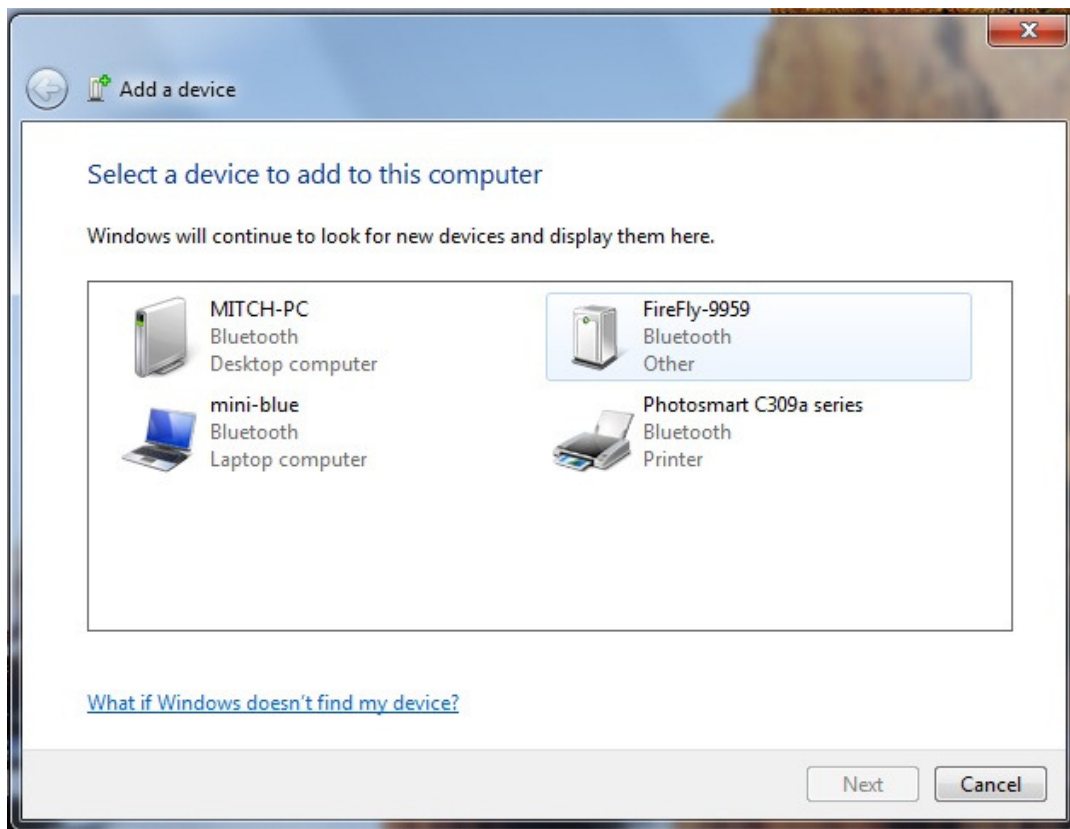 Add a device
Select a device to add to this computer
Windows will continue to look for new devices and display them here.
MITCH-PC
Bluetooth
Desktop computer
FireFly-9959
Bluetooth
Other
mini-blue
Bluetooth
Laptop computer
Photosmart C309a series
Bluetooth
Printer
What if Windows doesn't find my device?
Next
Cancel